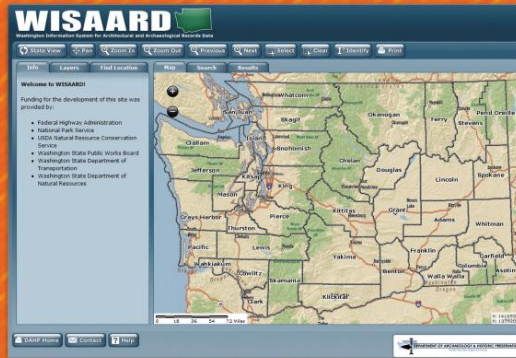 WISAARD
Washington Information System for Architectural and Archaeological Records Data
State View Pan Zoom In Zoom Out Previous Next Select Clear Identify Print
Info Layers Find Location Map Search Results
Welcome to WISAARD!
Funding for the development of this site was
provided by:
Federal Highway Administration
National Park Service
USDA Natural Resource Conservation
Service
Washington State Public Works Board
Washington State Department of
Transportation
Washington State Department of
Natural Resources
Whatcom
San Juan
Skagit
Okanogan
Ferry
Stevens
Pend Oreille
Island
Clallam
Snohomish
Chelan
Jefferson
Kitsap
King
Douglas
Lincoln
Spokane
Mason
Grays Harbor
Kittitas
Grant
Adams
Whitman
Pierce
Thurston
Pacific
Lewis
Yakima
Franklin
Garfield
Wahkiakum
Cowlitz
Benton
Walla Walla
Columbia
Asotin
Skamania
Klickitat
Clark
0 18 36 54 72 Miles
DAHP Home Contact Help
DEPARTMENT OF ARCHAEOLOGY & HISTORIC PRESERVATION